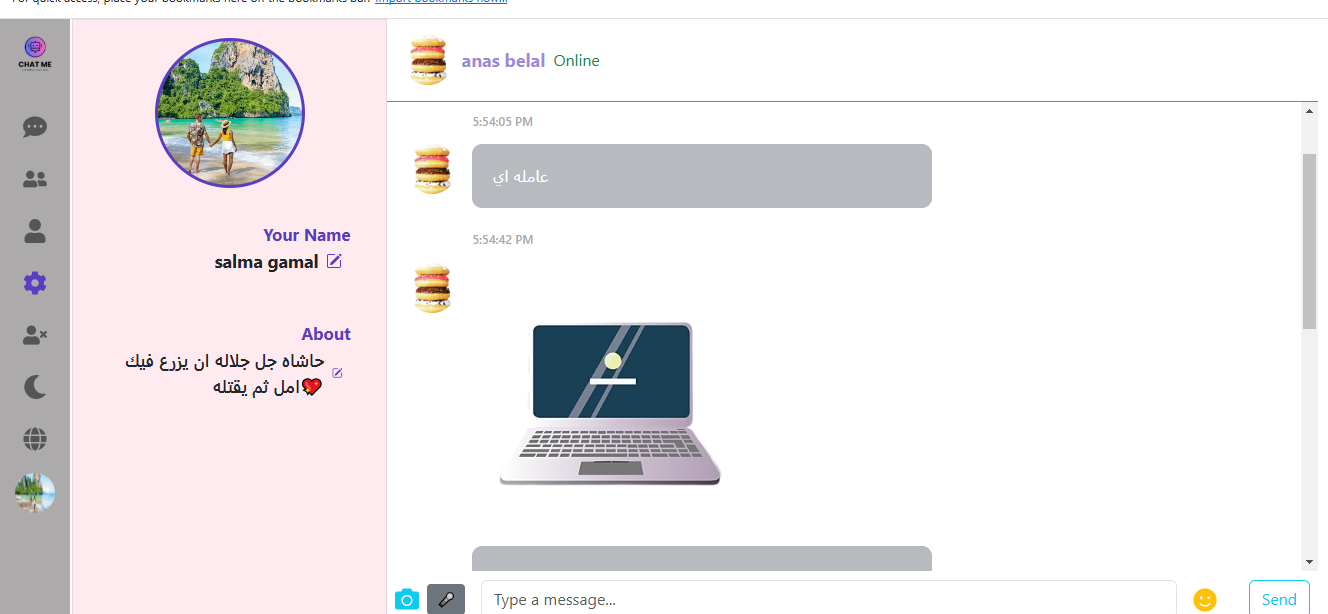 For quick access, place your bookmarks here on the bookmarks bar. Import bookmarks now...
CHAT ME
Your Name
salma gamal
About
حاشاه جل جلاله ان يزرع فيك
امل ثم يقتله💖
anas belal Online
5:54:05 PM
عامله اي
5:54:42 PM
Type a message...
Send